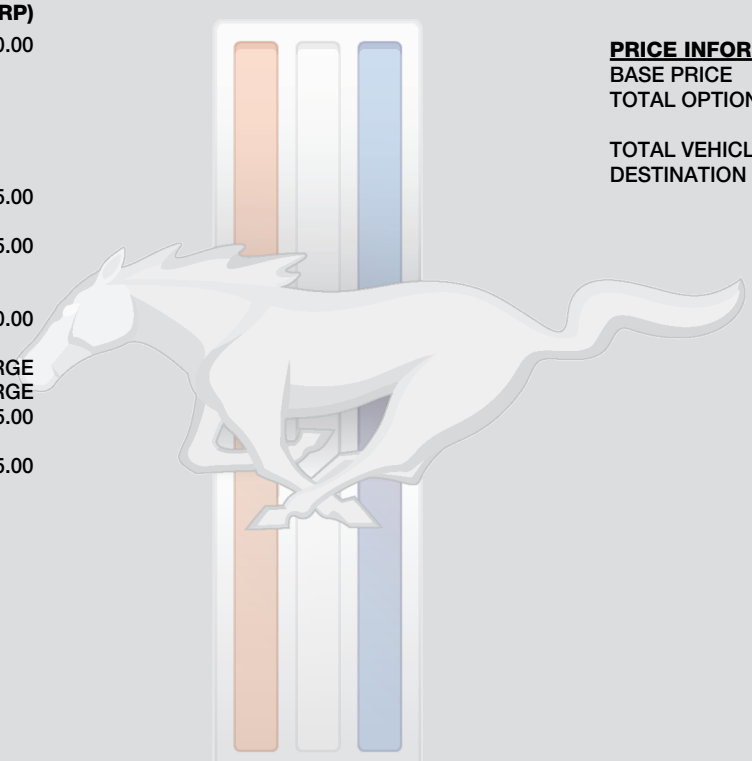 RP)
0.00
5.00
5.00
0.00
RGE
RGE
5.00
5.00
PRICE INFOR
BASE PRICE
TOTAL OPTION
TOTAL VEHICL
DESTINATION